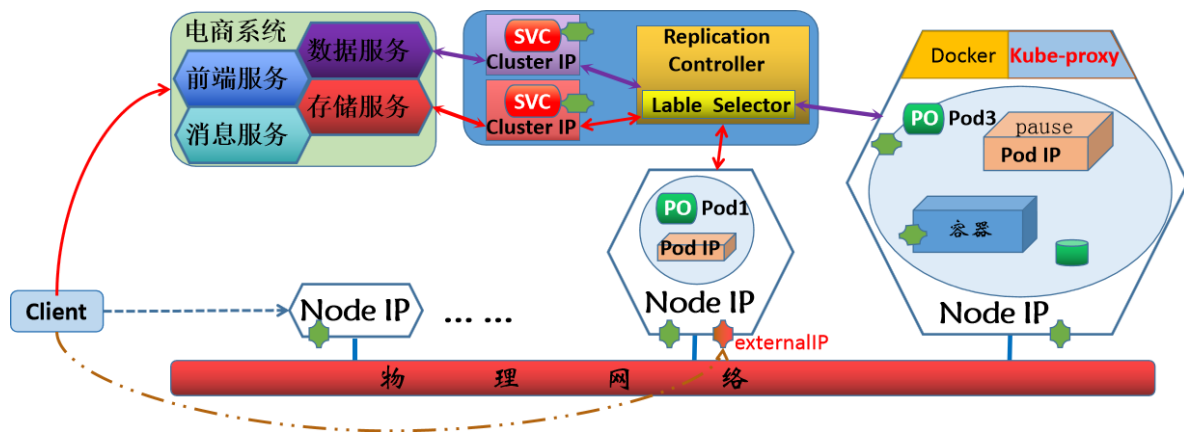 电商系统
数据服务
前端服务
存储服务
消息服务
SVC
Cluster IP
SVC
Cluster IP
Replication
Controller
Lable Selector
Docker
Kube-proxy
PO Pod3
pause
Pod IP
容器
Node IP
PO Pod1
Pod IP
Node IP
Client
Node IP
... ...
externalIP
物理网络